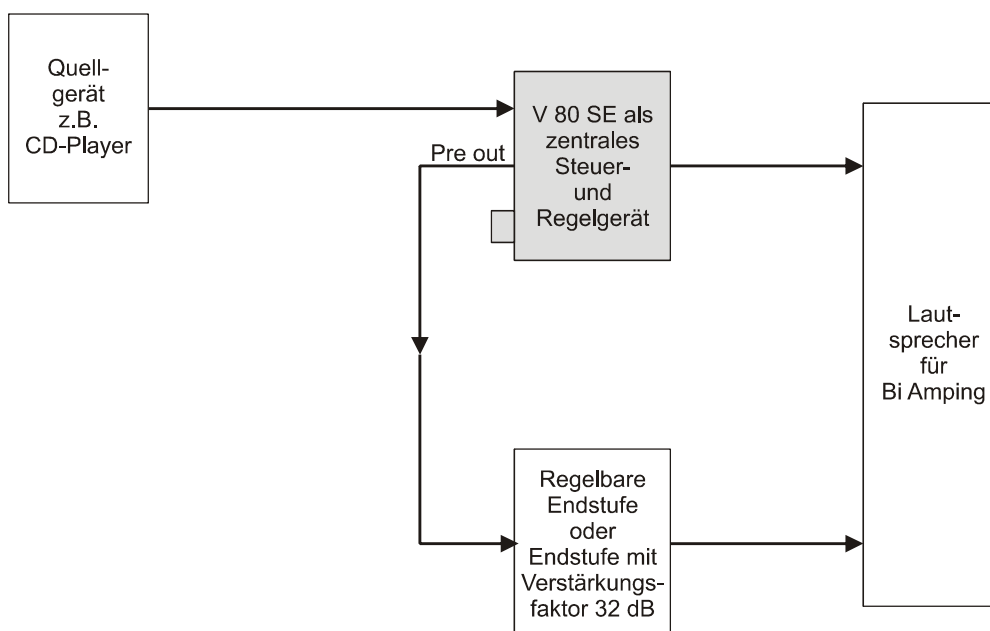 Quell-
gerät
z.B.
CD-Player
Pre out
V 80 SE als
zentrales
Steuer-
und
Regelgerät
Laut-
sprecher
für
Bi Amping
Regelbare
Endstufe
oder
Endstufe mit
Verstärkungs-
faktor 32 dB